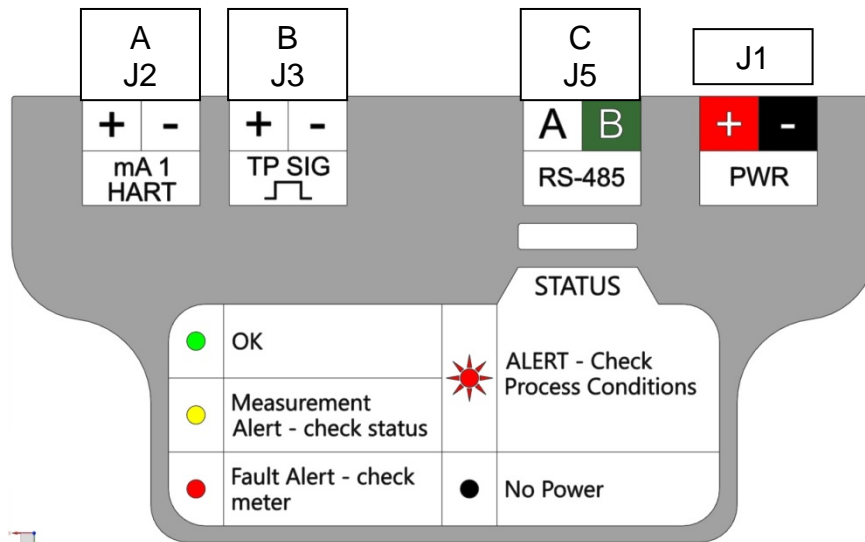 A
J2
B
J3
C
J5
J1
+ -
mA 1
HART
+ -
TP SIG
A B
RS-485
+ -
PWR
STATUS
OK
Measurement
Alert - check status
Fault Alert - check
meter
ALERT - Check
Process Conditions
No Power